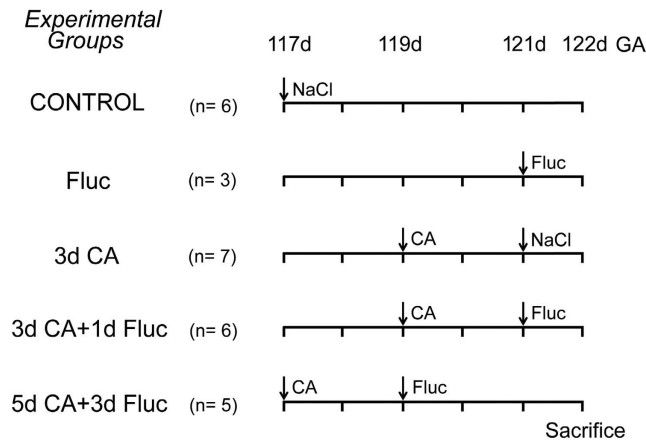 Experimental
Groups
117d 119d 121d 122d GA
CONTROL (n= 6) NaCl
Fluc (n= 3) Fluc
3d CA (n= 7) CA NaCl
3d CA+1d Fluc (n= 6) CA Fluc
5d CA+3d Fluc (n= 5) CA Fluc
Sacrifice